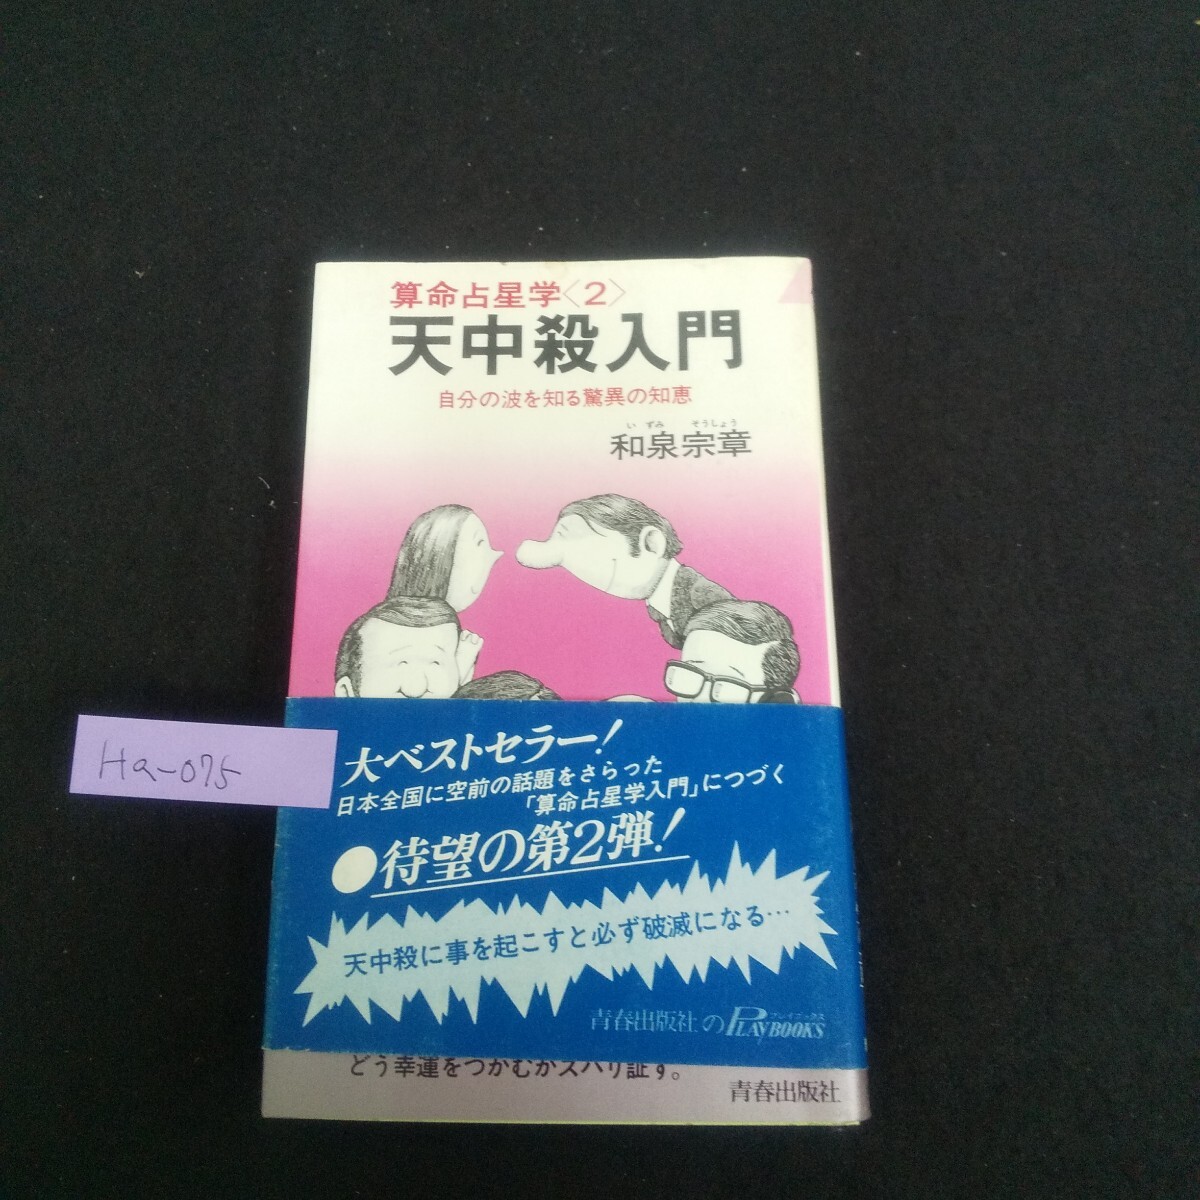 算命占星学〈2〉
天中殺入門
自分の波を知る驚異の知恵
いずみ そうしょう
和泉宗章
Ha-075
大ベストセラー!
日本全国に空前の話題をさらった
「算命占星学入門」につづく
●待望の第2弾!
天中殺に事を起こすと必ず破滅になる…
青春出版社のPLAYBOOKS
プレイブックス
どう幸運をつかむかズバリ証す。
青春出版社